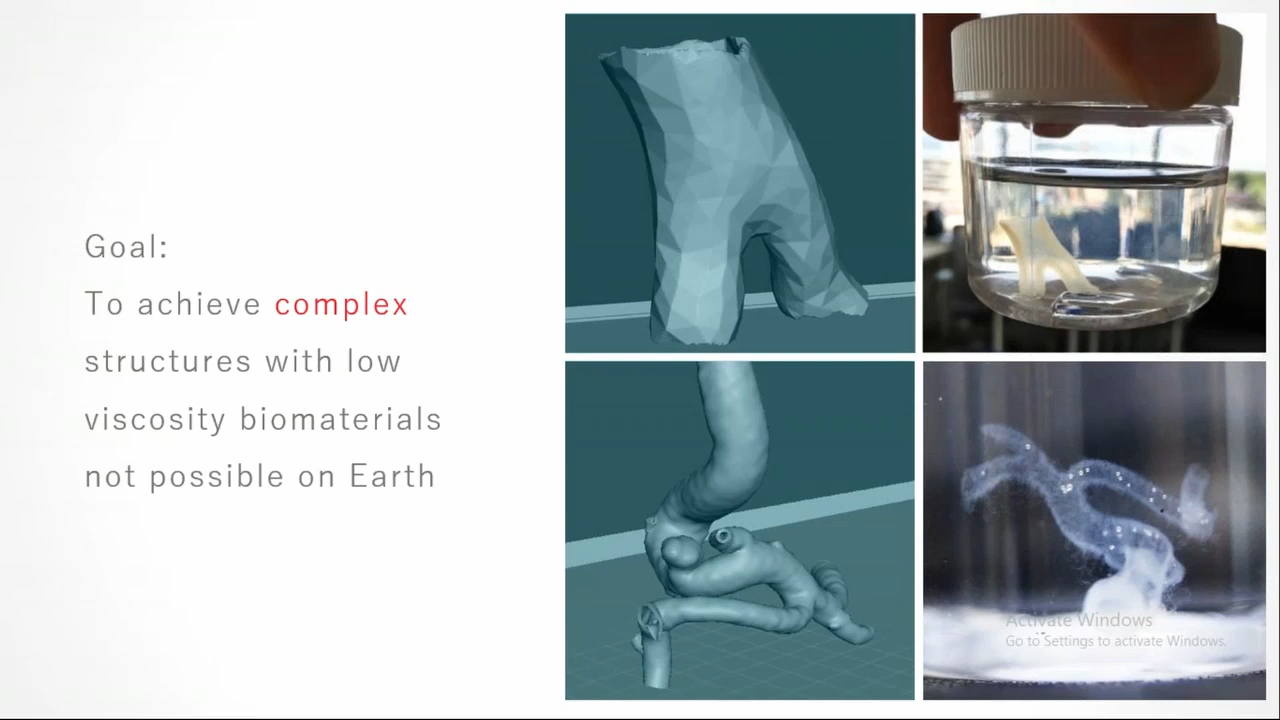 Goal:
To achieve complex
structures with low
viscosity biomaterials
not possible on Earth
Activate Windows
Go to Settings to activate Windows.